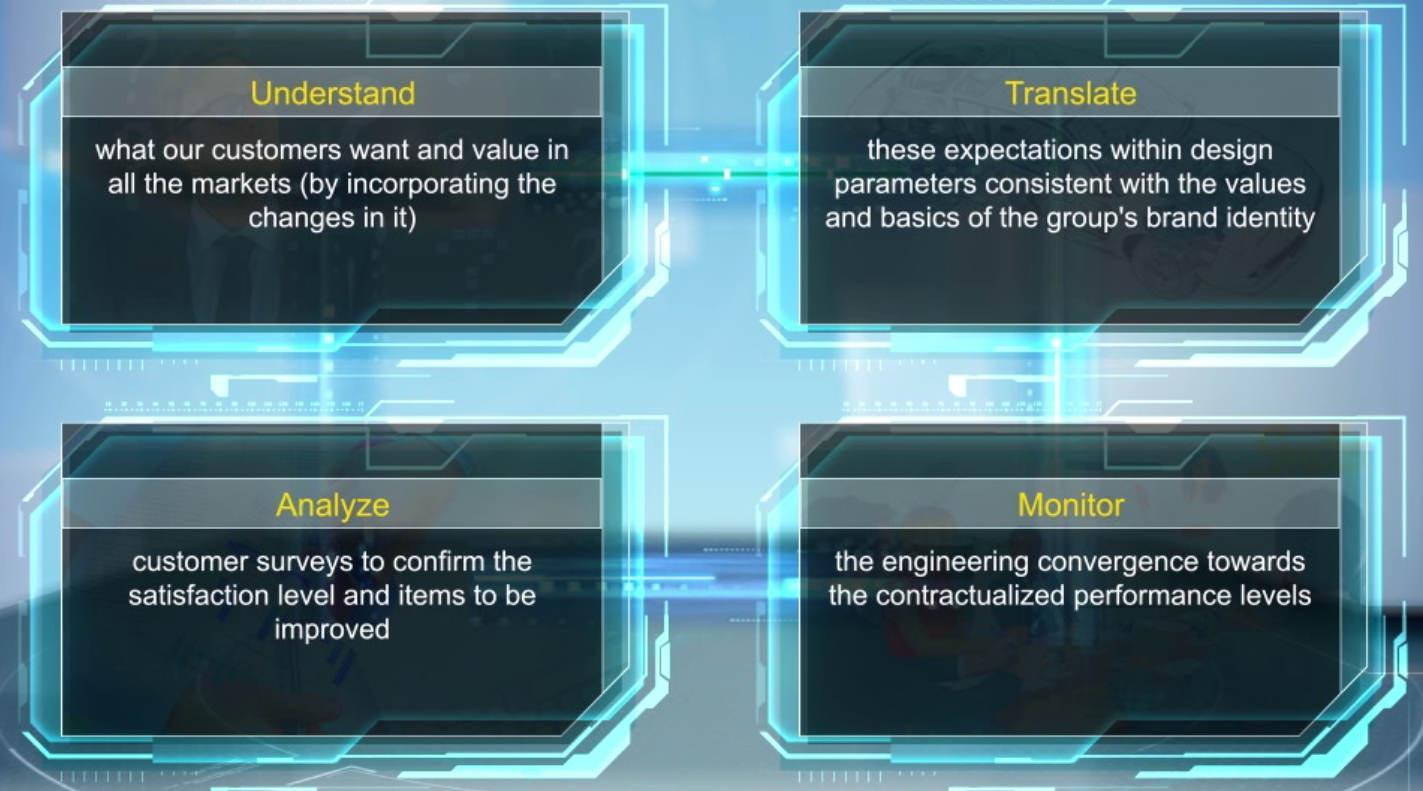 Understand
what our customers want and value in
all the markets (by incorporating the
changes in it)
Translate
these expectations within design
parameters consistent with the values
and basics of the group's brand identity
Analyze
customer surveys to confirm the
satisfaction level and items to be
improved
Monitor
the engineering convergence towards
the contractualized performance levels